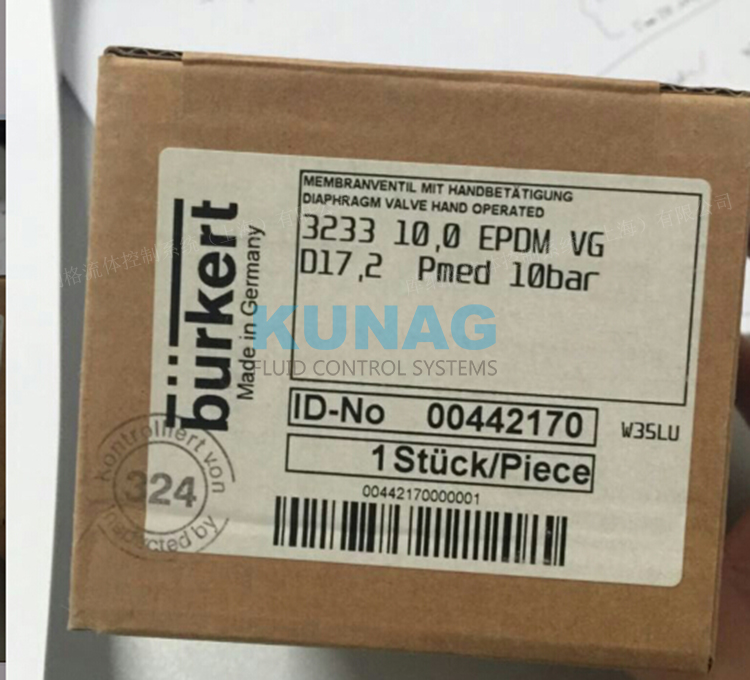 MEMBRANVENTIL MIT HANDBETÄTIGUNG
DIAPHRAGM VALVE HAND OPERATED
3233 10,0 EPDM VG
D17,2 Pmed 10bar
bürkert
Made in Germany
KUNAG
FLUID CONTROL SYSTEMS
ID-No 00442170
W35LU
1 Stück/Piece
00442170000001
kontrolliert von
324
by